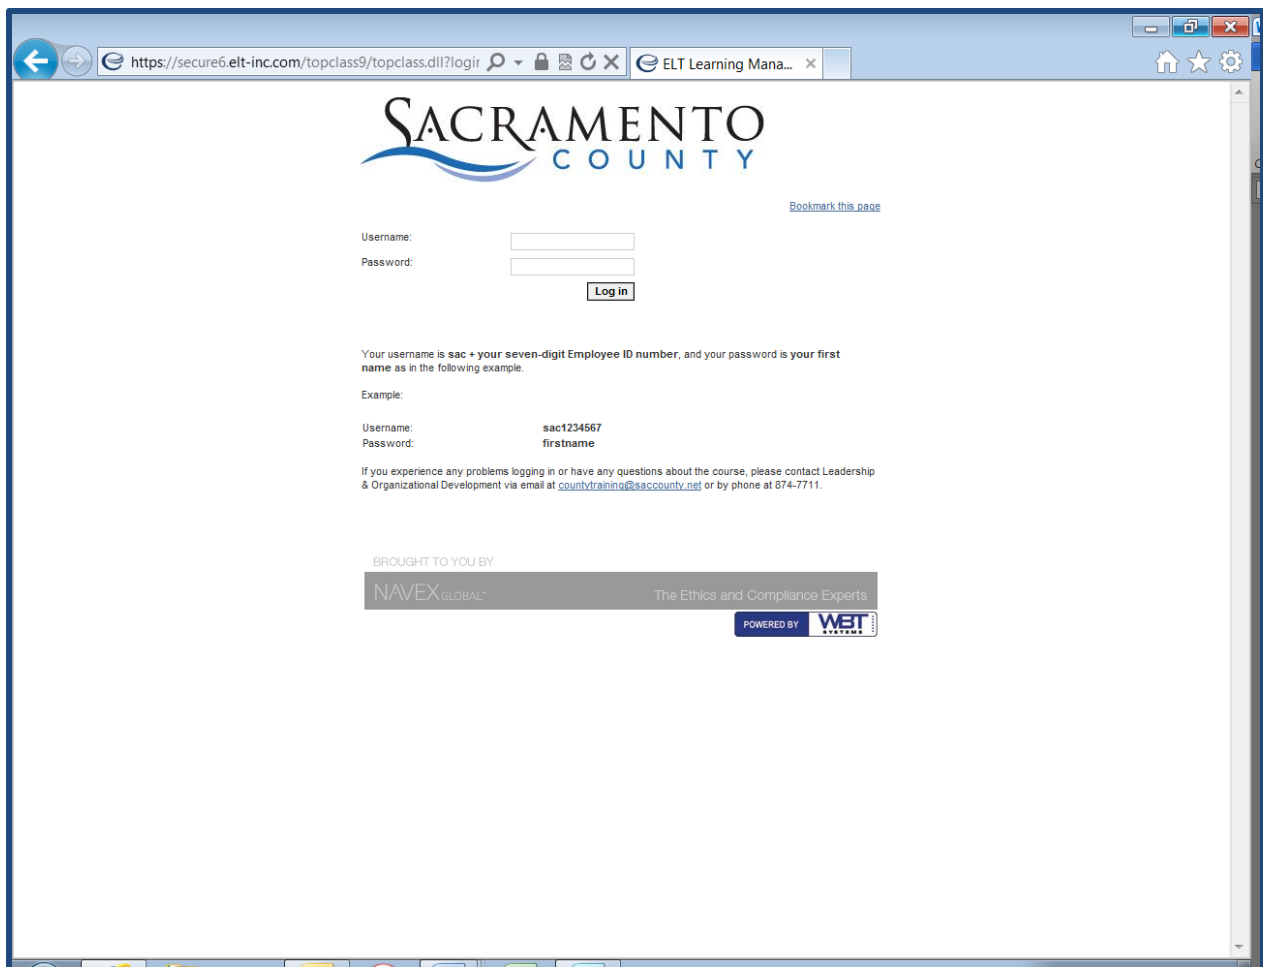 https://secure6.elt-inc.com/topclass9/topclass.dll?login
ELT Learning Mana...
SACRAMENTO
COUNTY
Bookmark this page
Username:
Password:
Log in
Your username is sac + your seven-digit Employee ID number, and your password is your first
name as in the following example.
Example:
Username: sac1234567
Password: firstname
If you experience any problems logging in or have any questions about the course, please contact Leadership
& Organizational Development via email at countytraining@saccounty.net or by phone at 874-7711.
BROUGHT TO YOU BY
NAVEX GLOBAL™ The Ethics and Compliance Experts
POWERED BY WBT
SYSTEMS